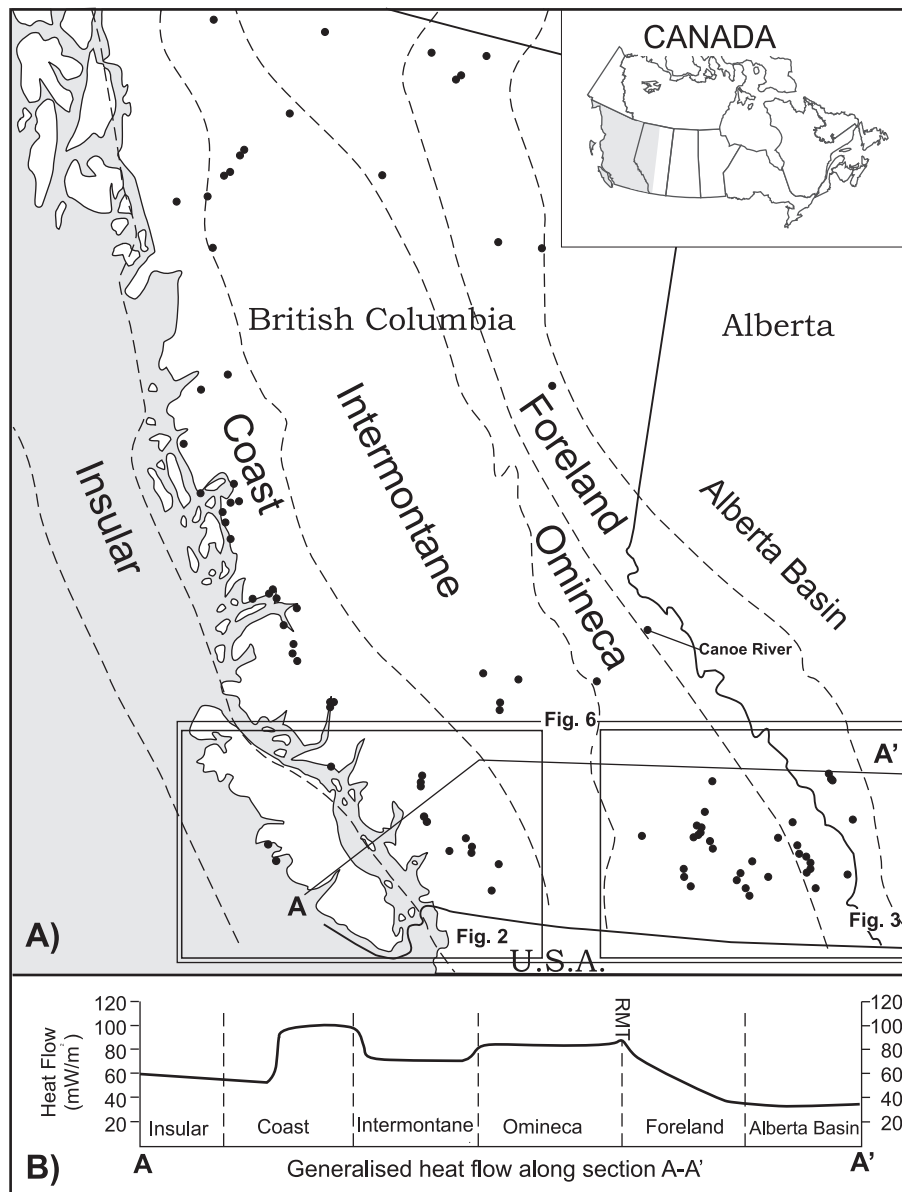 CANADA
British Columbia
Alberta
Insular
Coast
Intermontane
Foreland
Omineca
Alberta Basin
Canoe River
Fig. 6
A'
A
Fig. 2
Fig. 3
U.S.A.
A)
Heat Flow
(mW/m²)
120
100
80
60
40
20
RMT
120
100
80
60
40
20
Insular
Coast
Intermontane
Omineca
Foreland
Alberta Basin
A
A'
B)
Generalised heat flow along section A-A'